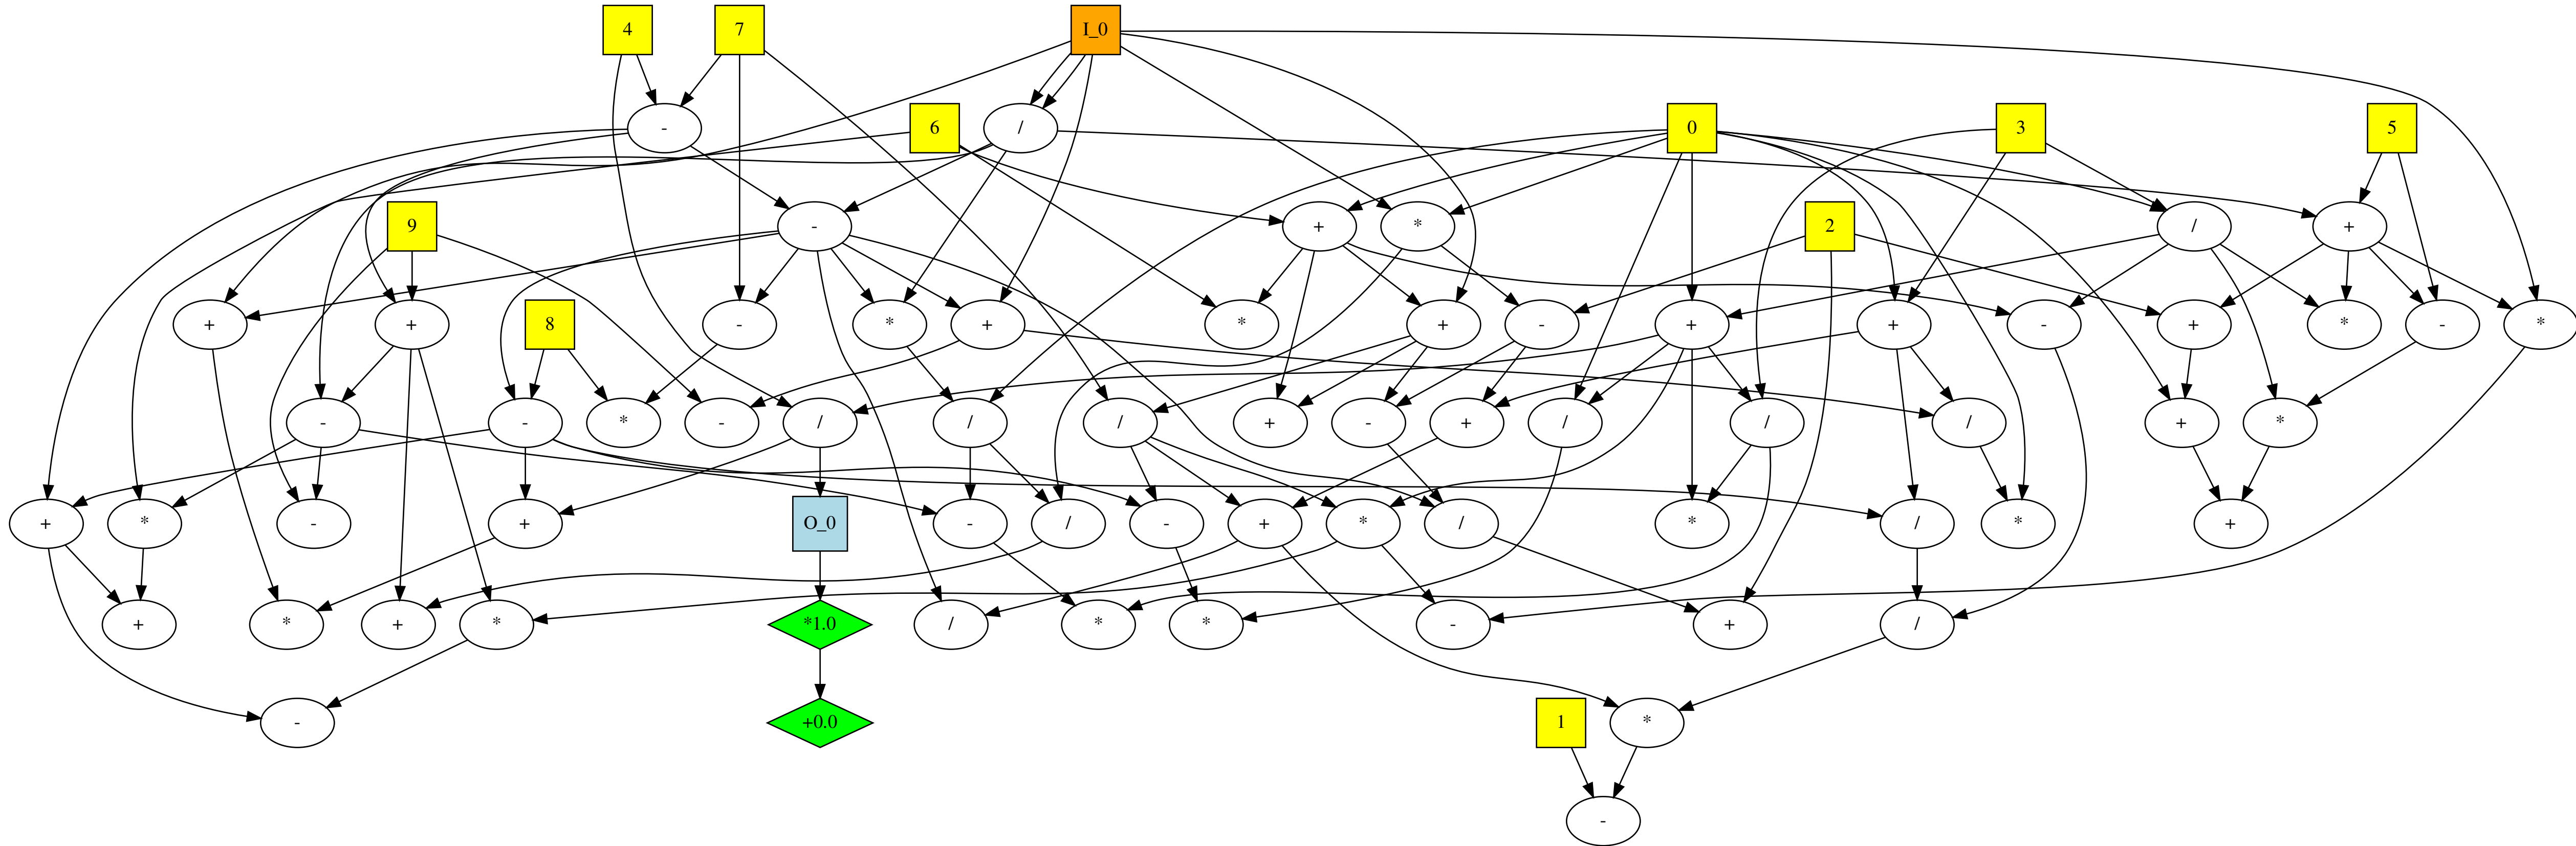 4 7 I_0
- 6 / 0 3 5
9 - + * 2 / +
+ + 8 - * + * + - + + - + * - *
- - * - / / / + - + / / / + *
+ * - + O_0 - / - + * / * / * +
+ * + * *1.0 / * * - + /
- +0.0 1 *
-